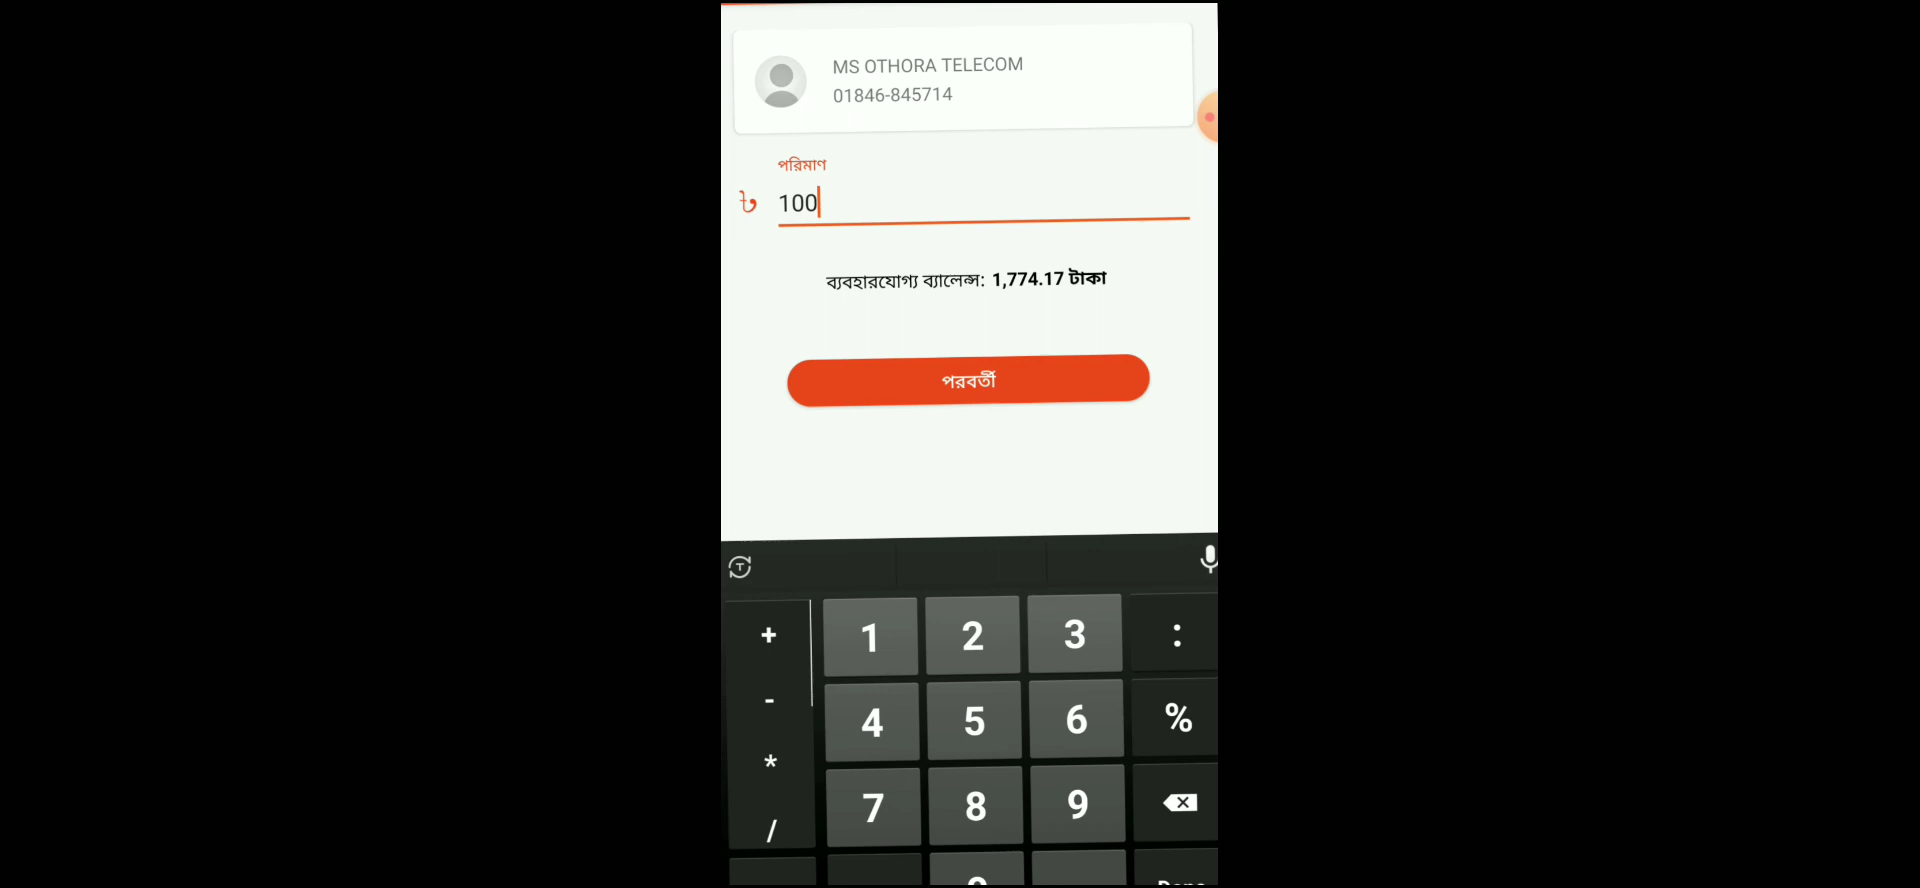 MS OTHORA TELECOM
01846-845714
পরিমাণ
৳ 100
ব্যবহারযোগ্য ব্যালেন্স: 1,774.17 টাকা
পরবর্তী
+ 1 2 3 :
- 4 5 6 %
* 7 8 9
/